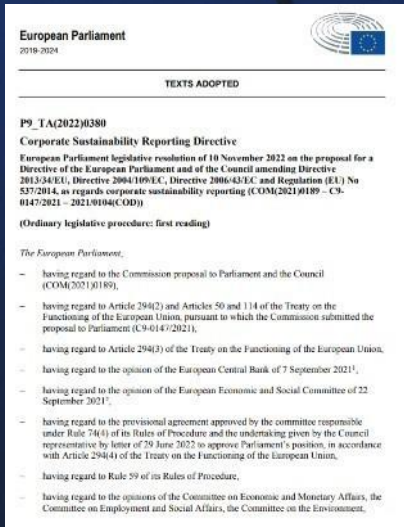 European Parliament
2019-2024
TEXTS ADOPTED
P9_TA(2022)0380
Corporate Sustainability Reporting Directive
European Parliament legislative resolution of 10 November 2022 on the proposal for a
Directive of the European Parliament and of the Council amending Directive
2013/34/EU, Directive 2004/109/EC, Directive 2006/43/EC and Regulation (EU) No
537/2014, as regards corporate sustainability reporting (COM(2021)0189 – C9-
0147/2021 – 2021/0104(COD))
(Ordinary legislative procedure: first reading)
The European Parliament,
– having regard to the Commission proposal to Parliament and the Council
(COM(2021)0189),
– having regard to Article 294(2) and Articles 50 and 114 of the Treaty on the
Functioning of the European Union, pursuant to which the Commission submitted the
proposal to Parliament (C9-0147/2021),
– having regard to Article 294(3) of the Treaty on the Functioning of the European Union,
– having regard to the opinion of the European Central Bank of 7 September 2021¹,
– having regard to the opinion of the European Economic and Social Committee of 22
September 2021²,
– having regard to the provisional agreement approved by the committee responsible
under Rule 74(4) of its Rules of Procedure and the undertaking given by the Council
representative by letter of 29 June 2022 to approve Parliament's position, in accordance
with Article 294(4) of the Treaty on the Functioning of the European Union,
– having regard to Rule 59 of its Rules of Procedure,
– having regard to the opinions of the Committee on Economic and Monetary Affairs, the
Committee on Employment and Social Affairs, the Committee on the Environment,